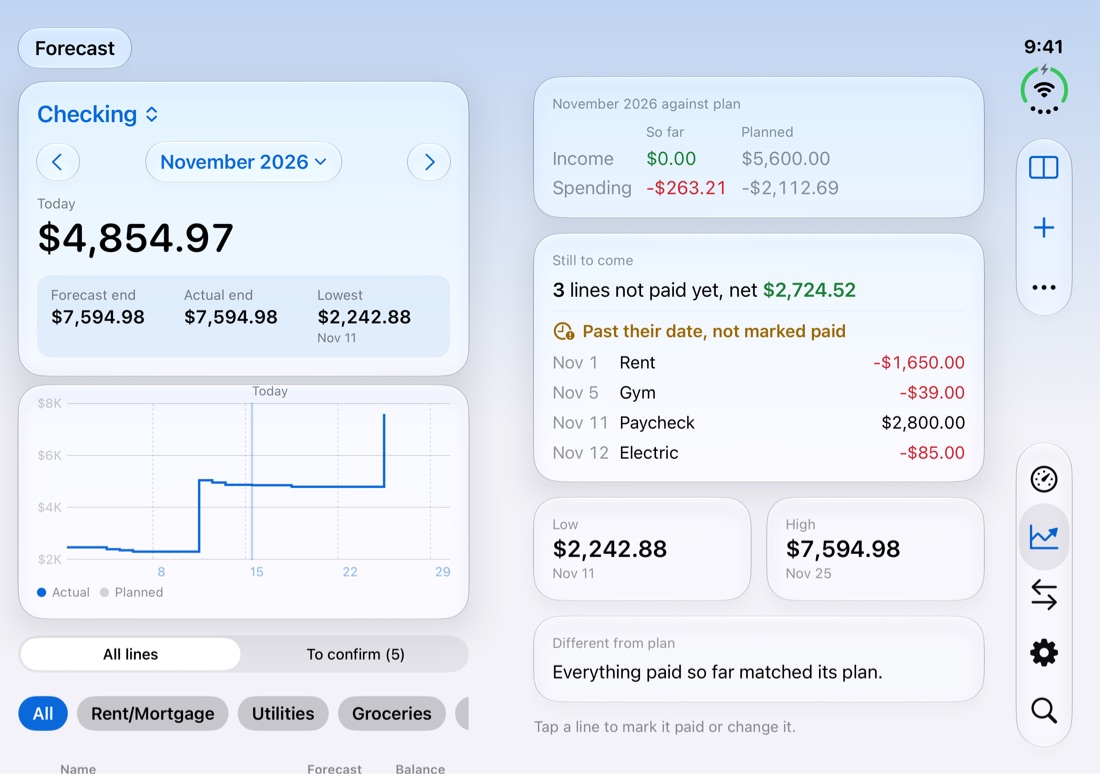 Forecast
9:41
Checking
November 2026
Today
$4,854.97
Forecast end
Actual end
Lowest
$7,594.98
$7,594.98
$2,242.88
Nov 11
Today
$8K
$6K
$4K
$2K
8
15
22
29
Actual
Planned
All lines
To confirm (5)
All
Rent/Mortgage
Utilities
Groceries
Name
Forecast
Balance
November 2026 against plan
So far
Planned
Income
$0.00
$5,600.00
Spending
-$263.21
-$2,112.69
Still to come
3 lines not paid yet, net $2,724.52
Past their date, not marked paid
Nov 1 Rent -$1,650.00
Nov 5 Gym -$39.00
Nov 11 Paycheck $2,800.00
Nov 12 Electric -$85.00
Low
$2,242.88
Nov 11
High
$7,594.98
Nov 25
Different from plan
Everything paid so far matched its plan.
Tap a line to mark it paid or change it.